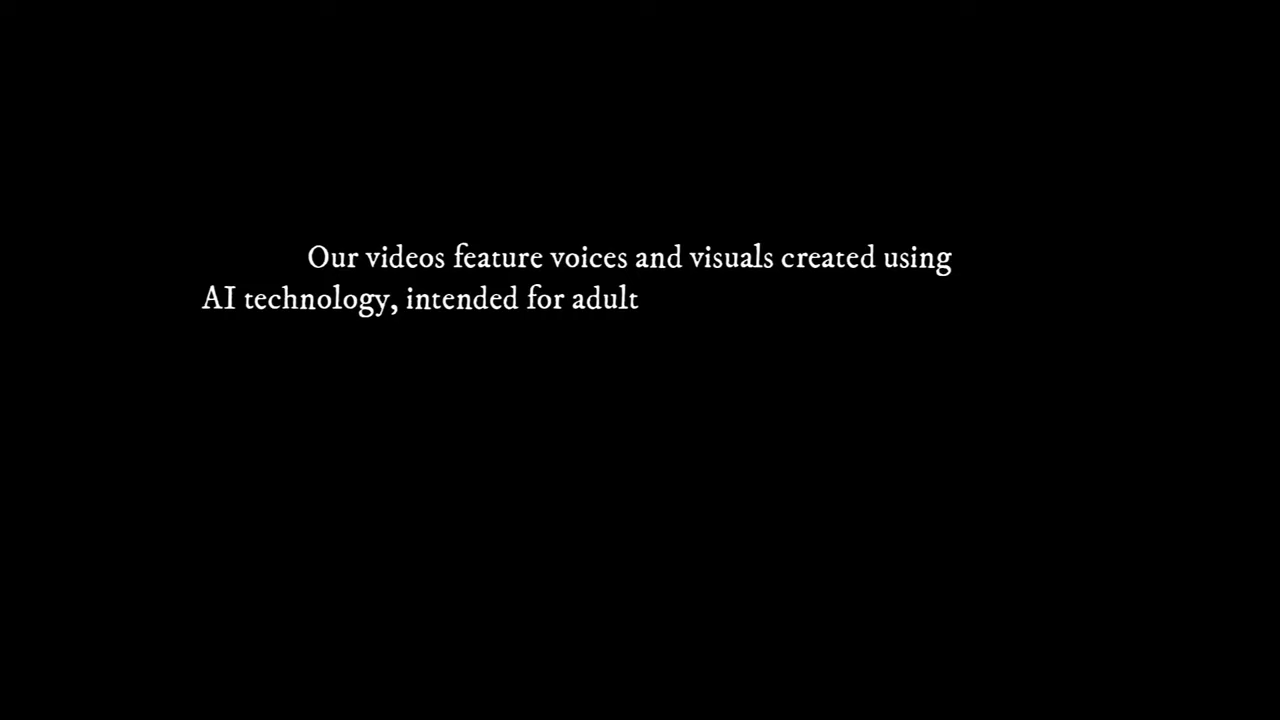 Our videos feature voices and visuals created using
AI technology, intended for adult